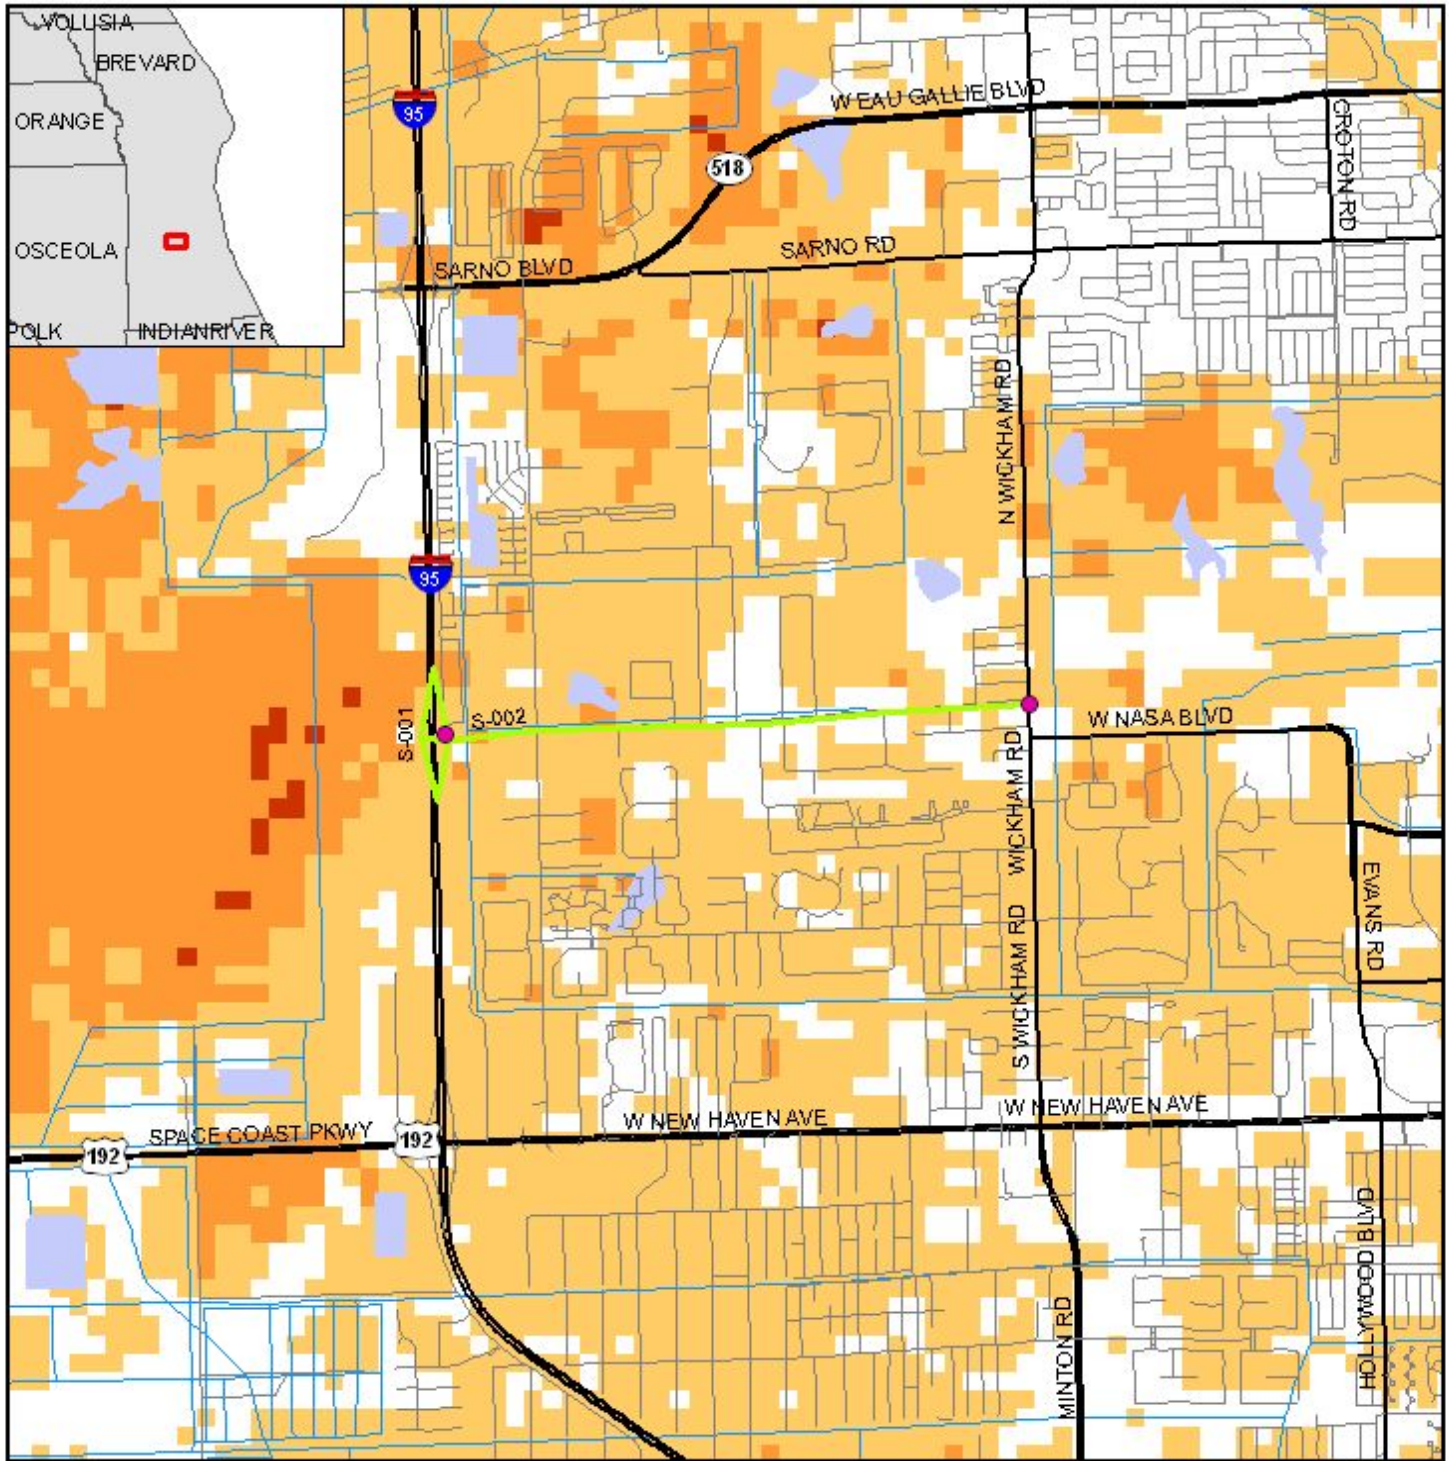 VOLUSIA
BREVARD
ORANGE
OSCEOLA
POLK
INDIANRIVER
95
W EAU GALLIE BLVD
CROTON RD
518
SARNO RD
SARNO BLVD
N WICKHAM RD
95
S-001
S-002
W NASA BLVD
WICKHAM RD
EVANS RD
S WICKHAM RD
W NEW HAVEN AVE
W NEW HAVEN AVE
SPACE COAST PKWY
192
192
HOLLYWOOD BLVD
MINTON RD